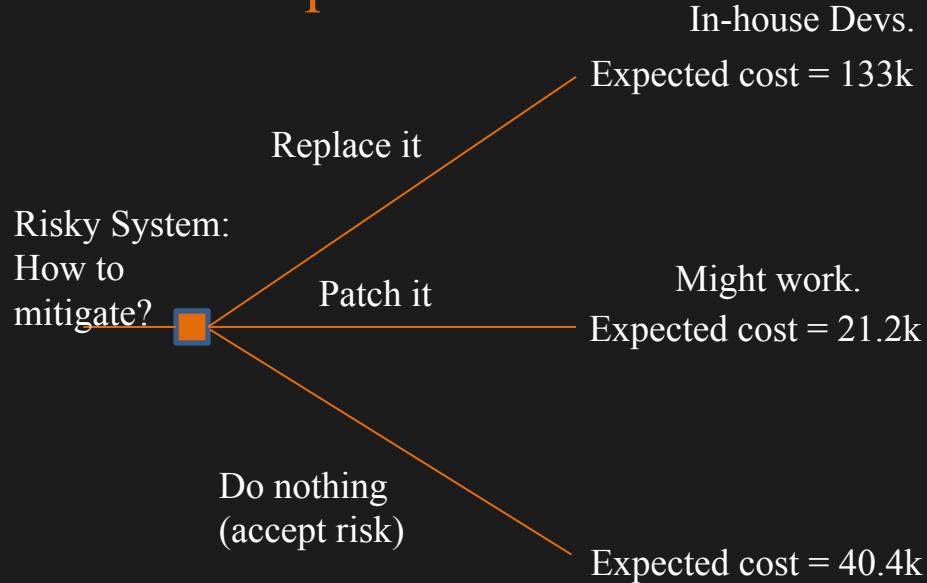 In-house Devs.
Expected cost = 133k
Replace it
Risky System:
How to
mitigate?
Patch it
Might work.
Expected cost = 21.2k
Do nothing
(accept risk)
Expected cost = 40.4k